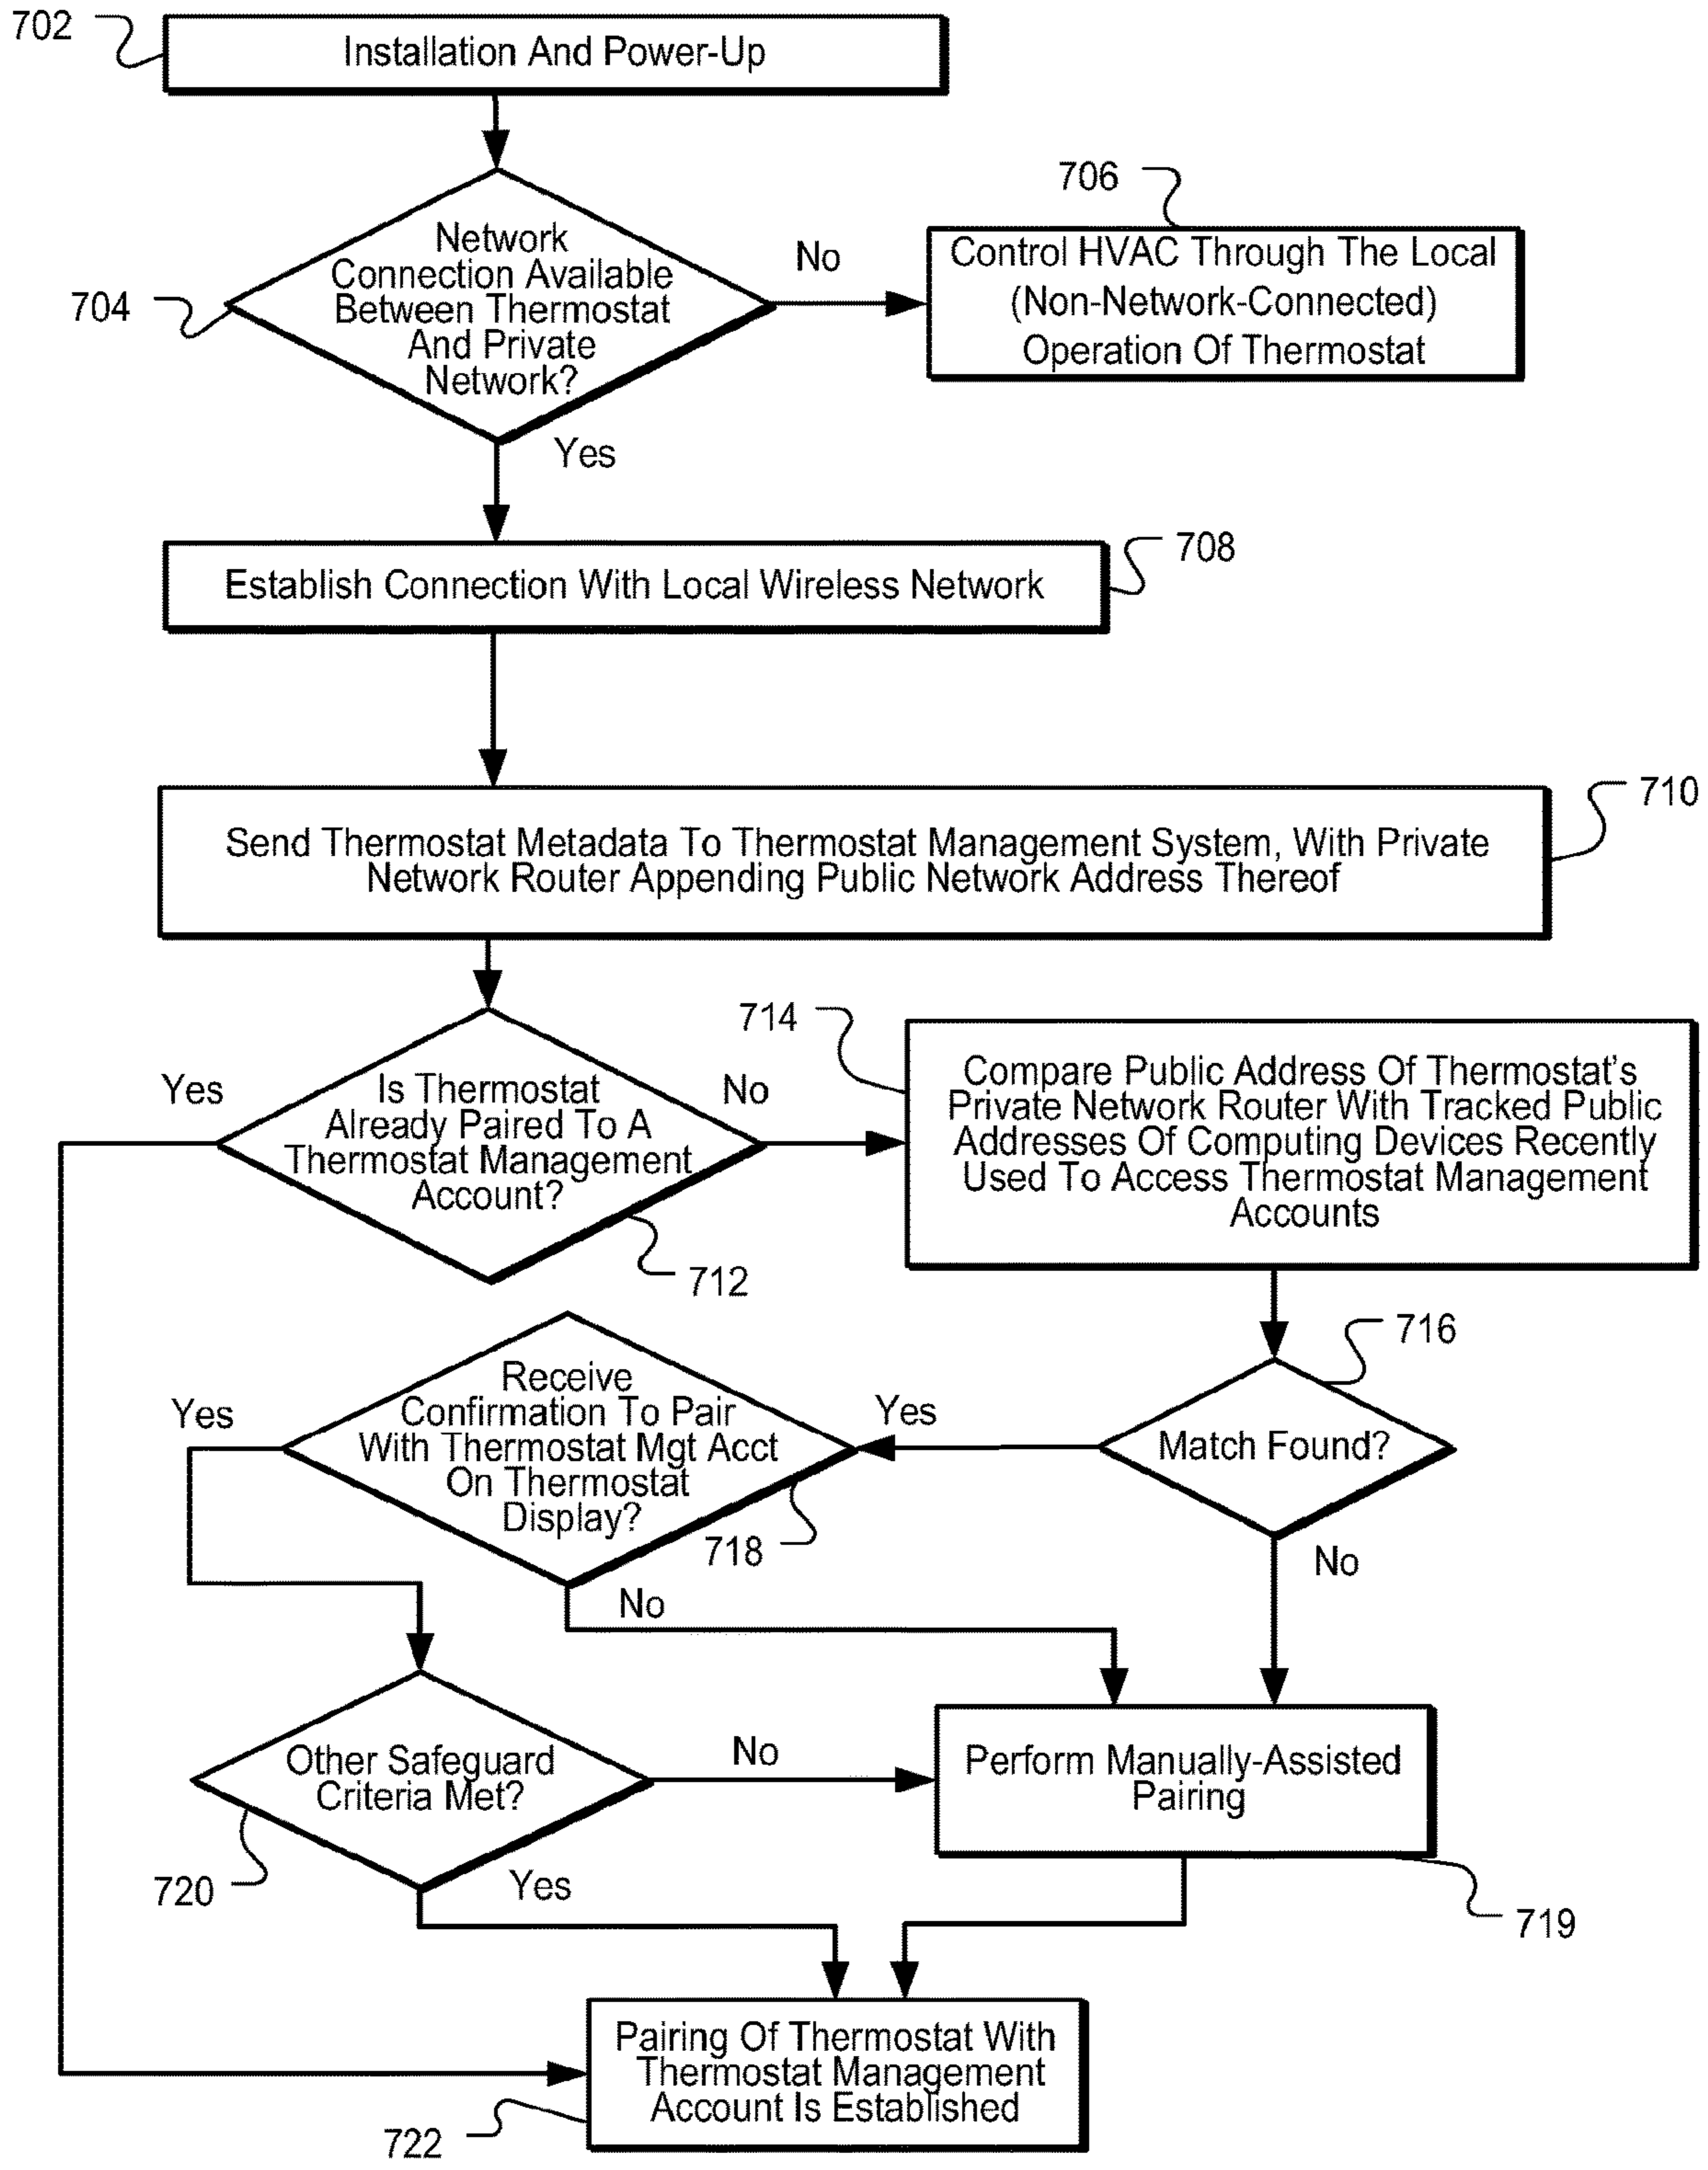 702
Installation And Power-Up
706
Network
Connection Available
Between Thermostat
And Private
Network?
704
No
Control HVAC Through The Local
(Non-Network-Connected)
Operation Of Thermostat
Yes
708
Establish Connection With Local Wireless Network
710
Send Thermostat Metadata To Thermostat Management System, With Private
Network Router Appending Public Network Address Thereof
714
Yes
Is Thermostat
Already Paired To A
Thermostat Management
Account?
No
712
Compare Public Address Of Thermostat's
Private Network Router With Tracked Public
Addresses Of Computing Devices Recently
Used To Access Thermostat Management
Accounts
716
Yes
Receive
Confirmation To Pair
With Thermostat Mgt Acct
On Thermostat
Display?
Yes
Match Found?
718
No
No
Other Safeguard
Criteria Met?
No
Perform Manually-Assisted
Pairing
720
Yes
719
Pairing Of Thermostat With
Thermostat Management
Account Is Established
722